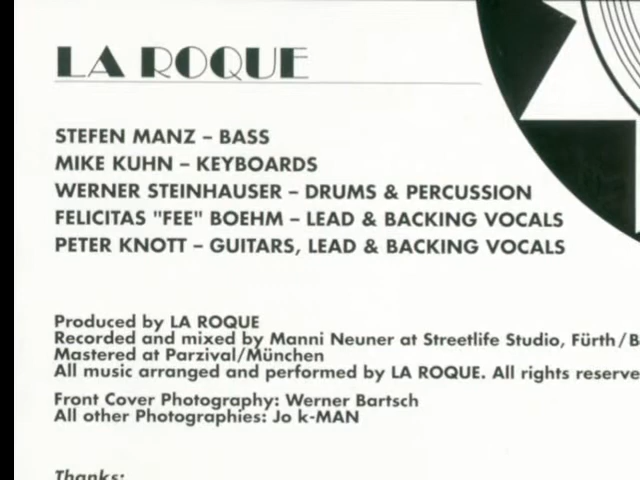 LA ROQUE
STEFEN MANZ – BASS
MIKE KUHN – KEYBOARDS
WERNER STEINHAUSER – DRUMS & PERCUSSION
FELICITAS "FEE" BOEHM – LEAD & BACKING VOCALS
PETER KNOTT – GUITARS, LEAD & BACKING VOCALS
Produced by LA ROQUE
Recorded and mixed by Manni Neuner at Streetlife Studio, Fürth/B
Mastered at Parzival/München
All music arranged and performed by LA ROQUE. All rights reserve
Front Cover Photography: Werner Bartsch
All other Photographies: Jo k-MAN
Thanks: